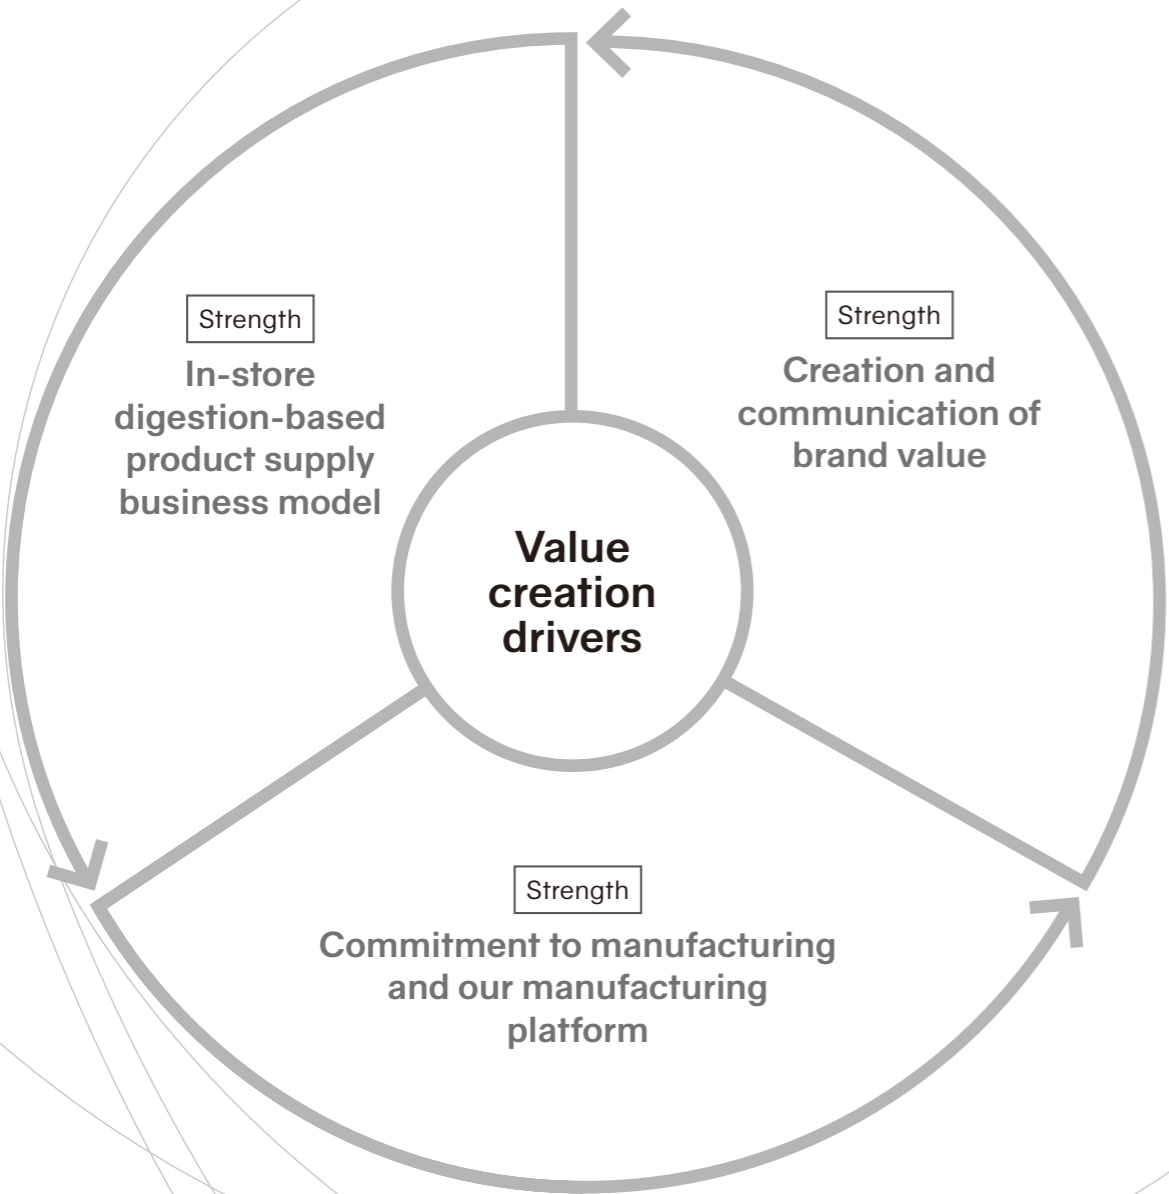 Strength
In-store
digestion-based
product supply
business model
Strength
Creation and
communication of
brand value
Value
creation
drivers
Strength
Commitment to manufacturing
and our manufacturing
platform